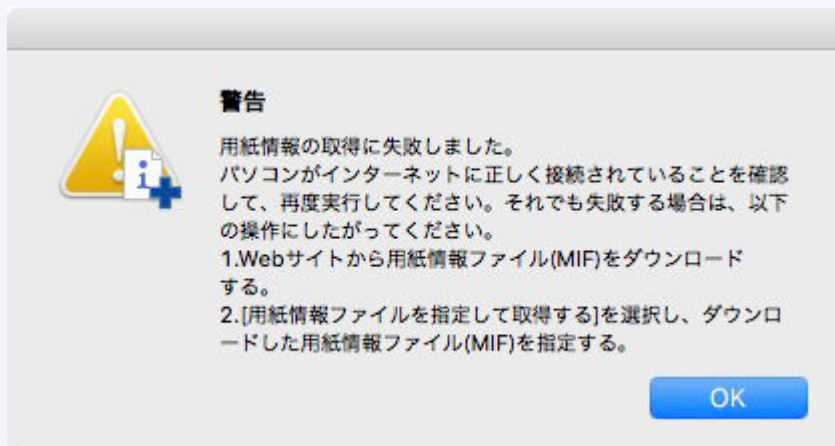 警告
用紙情報の取得に失敗しました。
パソコンがインターネットに正しく接続されていることを確認
して、再度実行してください。それでも失敗する場合は、以下
の操作にしたがってください。
1.Webサイトから用紙情報ファイル(MIF)をダウンロード
する。
2.[用紙情報ファイルを指定して取得する]を選択し、ダウンロ
ードした用紙情報ファイル(MIF)を指定する。
OK